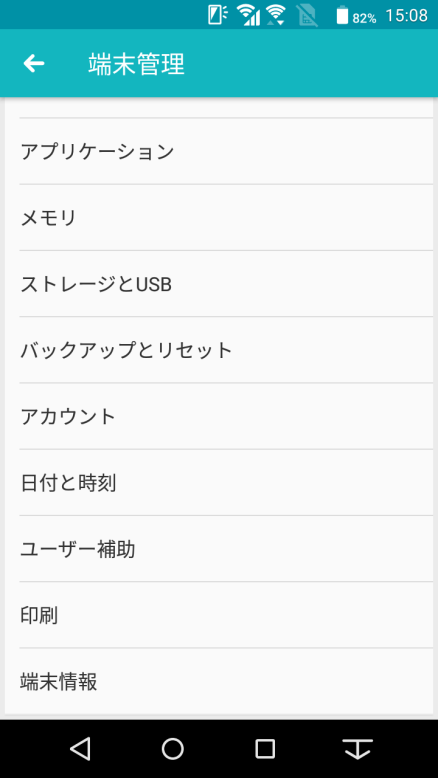 82% 15:08
端末管理
アプリケーション
メモリ
ストレージとUSB
バックアップとリセット
アカウント
日付と時刻
ユーザー補助
印刷
端末情報